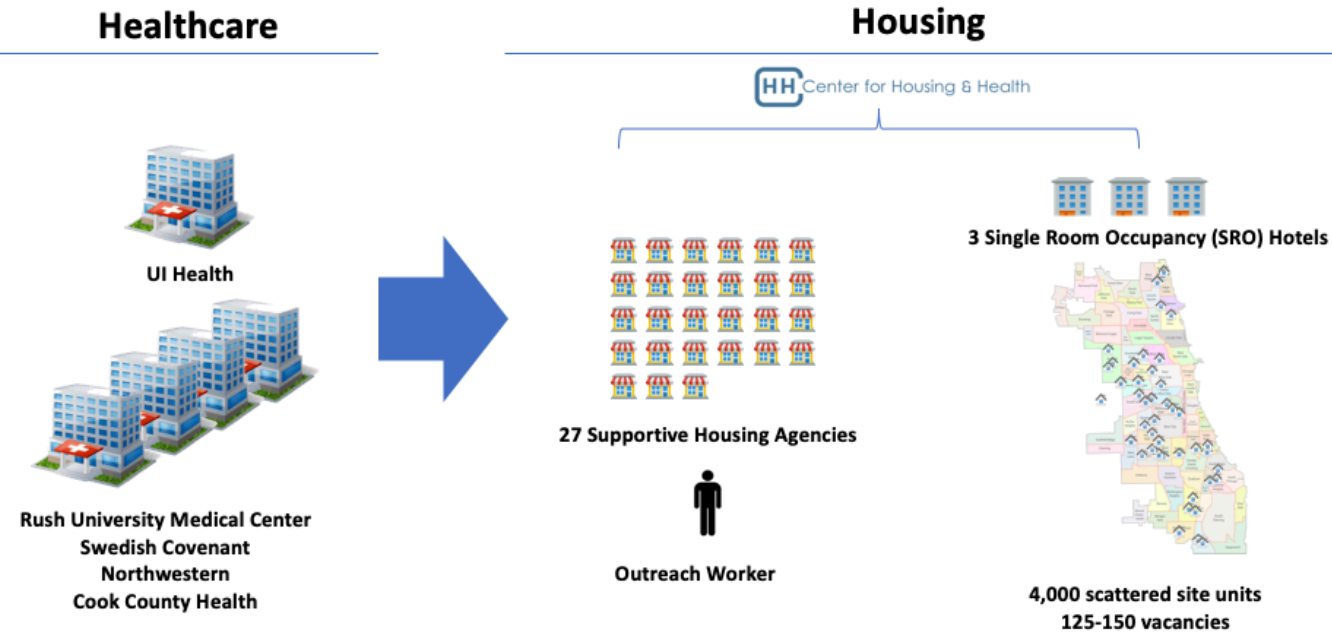 Healthcare
Housing
HH Center for Housing & Health
UI Health
Rush University Medical Center
Swedish Covenant
Northwestern
Cook County Health
27 Supportive Housing Agencies
Outreach Worker
3 Single Room Occupancy (SRO) Hotels
4,000 scattered site units
125-150 vacancies